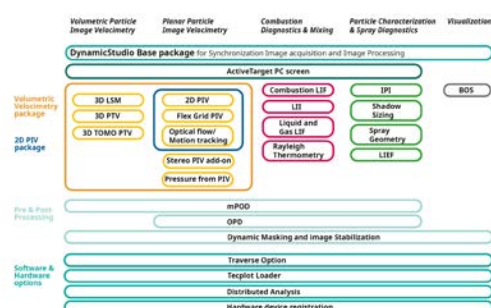 Volumetric Particle
Image Velocimetry
Planar Particle
Image Velocimetry
Combustion
Diagnostics & Mixing
Particle Characterization
& Spray Diagnostics
Visualization
DynamicStudio Base package for Synchronization Image acquisition and Image Processing
ActiveTarget PC screen
Volumetric
Velocimetry
package
2D PIV
package
3D LSM
3D PTV
3D TOMO PTV
2D PIV
Flex Grid PIV
Optical flow/
Motion tracking
Stereo PIV add-on
Pressure from PIV
Combustion LIF
LII
Liquid and
Gas LIF
Rayleigh
Thermometry
IPI
Shadow
Sizing
Spray
Geometry
LIEF
BOS
Pre & Post-
Processing
mPOD
OPD
Dynamic Masking and image Stabilization
Software &
Hardware
options
Traverse Option
Tecplot Loader
Distributed Analysis
Hardware device registration